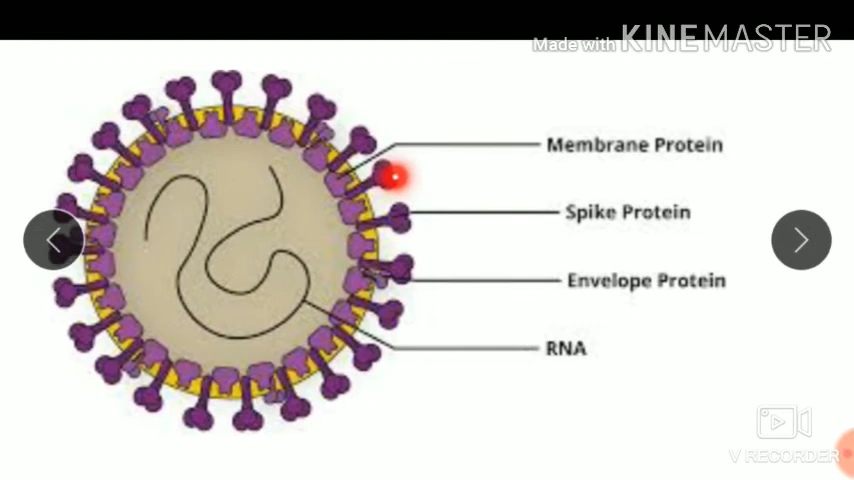 Made with KINEMASTER
Membrane Protein
Spike Protein
Envelope Protein
RNA
V RECORDER